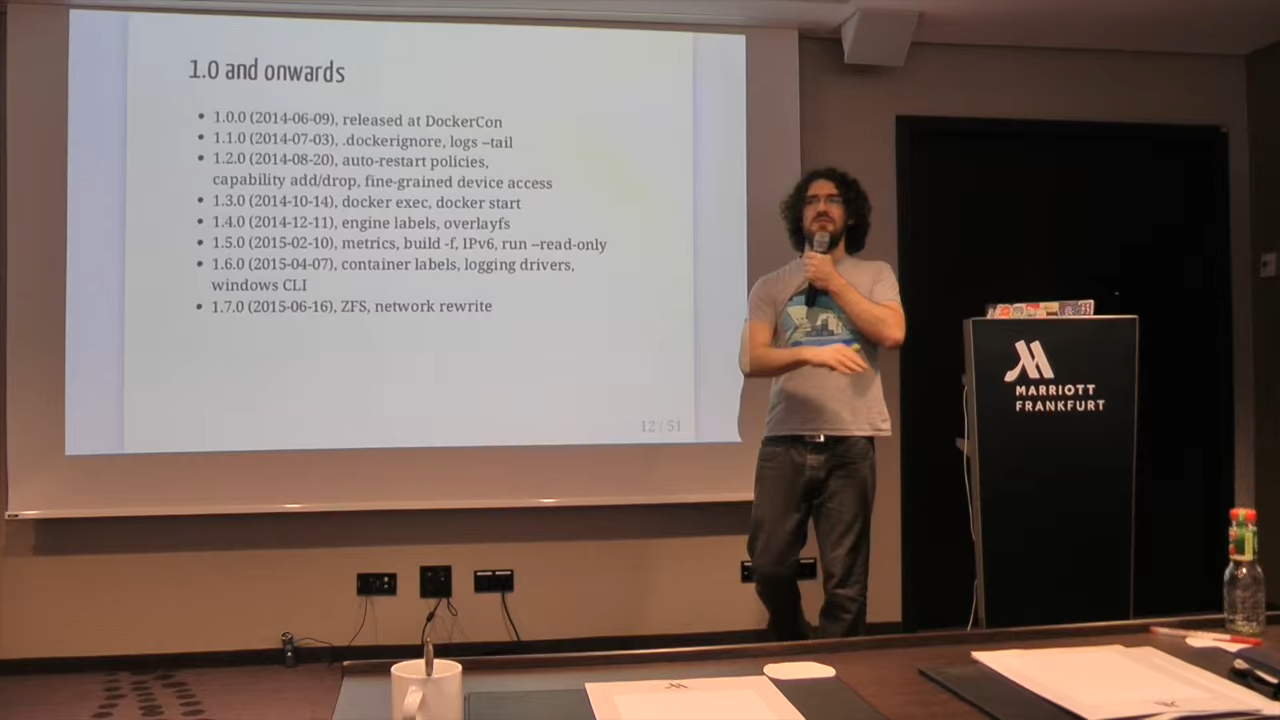 1.0 and onwards
• 1.0.0 (2014-06-09), released at DockerCon
• 1.1.0 (2014-07-03), .dockerignore, logs –tail
• 1.2.0 (2014-08-20), auto-restart policies,
capability add/drop, fine-grained device access
• 1.3.0 (2014-10-14), docker exec, docker start
• 1.4.0 (2014-12-11), engine labels, overlayfs
• 1.5.0 (2015-02-10), metrics, build -f, IPv6, run –read-only
• 1.6.0 (2015-04-07), container labels, logging drivers,
windows CLI
• 1.7.0 (2015-06-16), ZFS, network rewrite
12 / 51
MARRIOTT
FRANKFURT